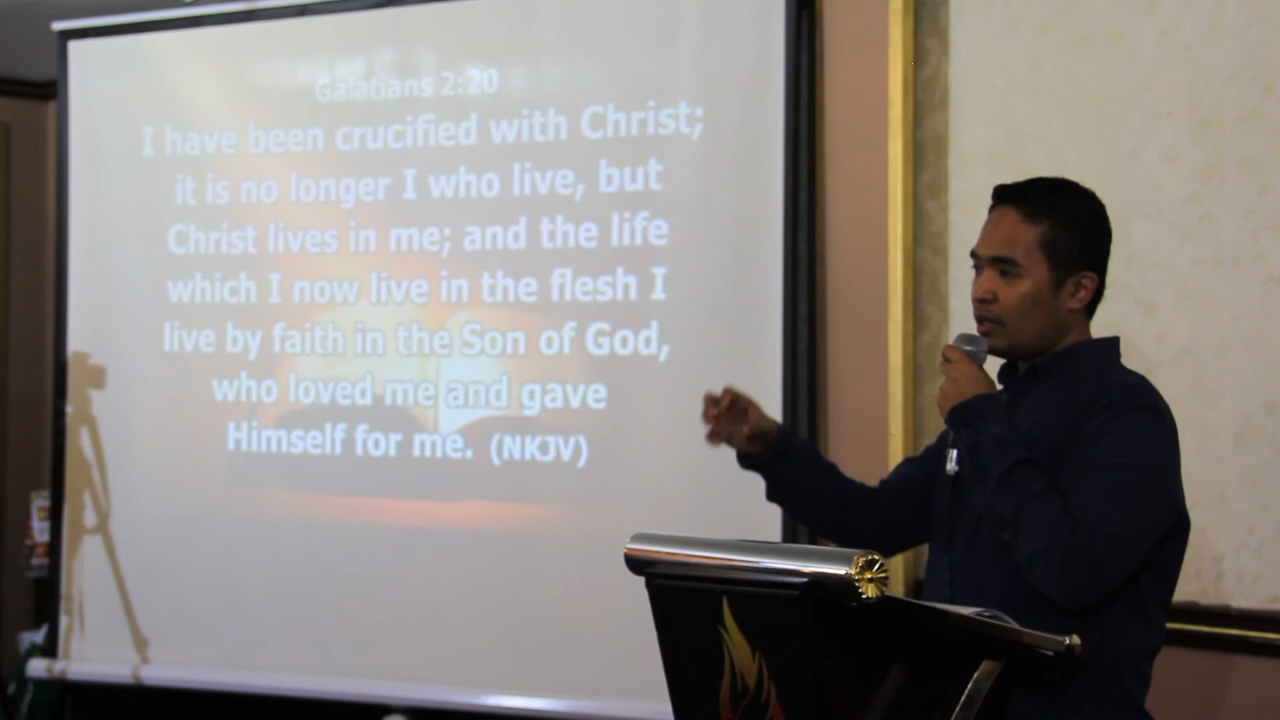 Galatians 2:20
I have been crucified with Christ;
it is no longer I who live, but
Christ lives in me; and the life
which I now live in the flesh I
live by faith in the Son of God,
who loved me and gave
Himself for me. (NKJV)